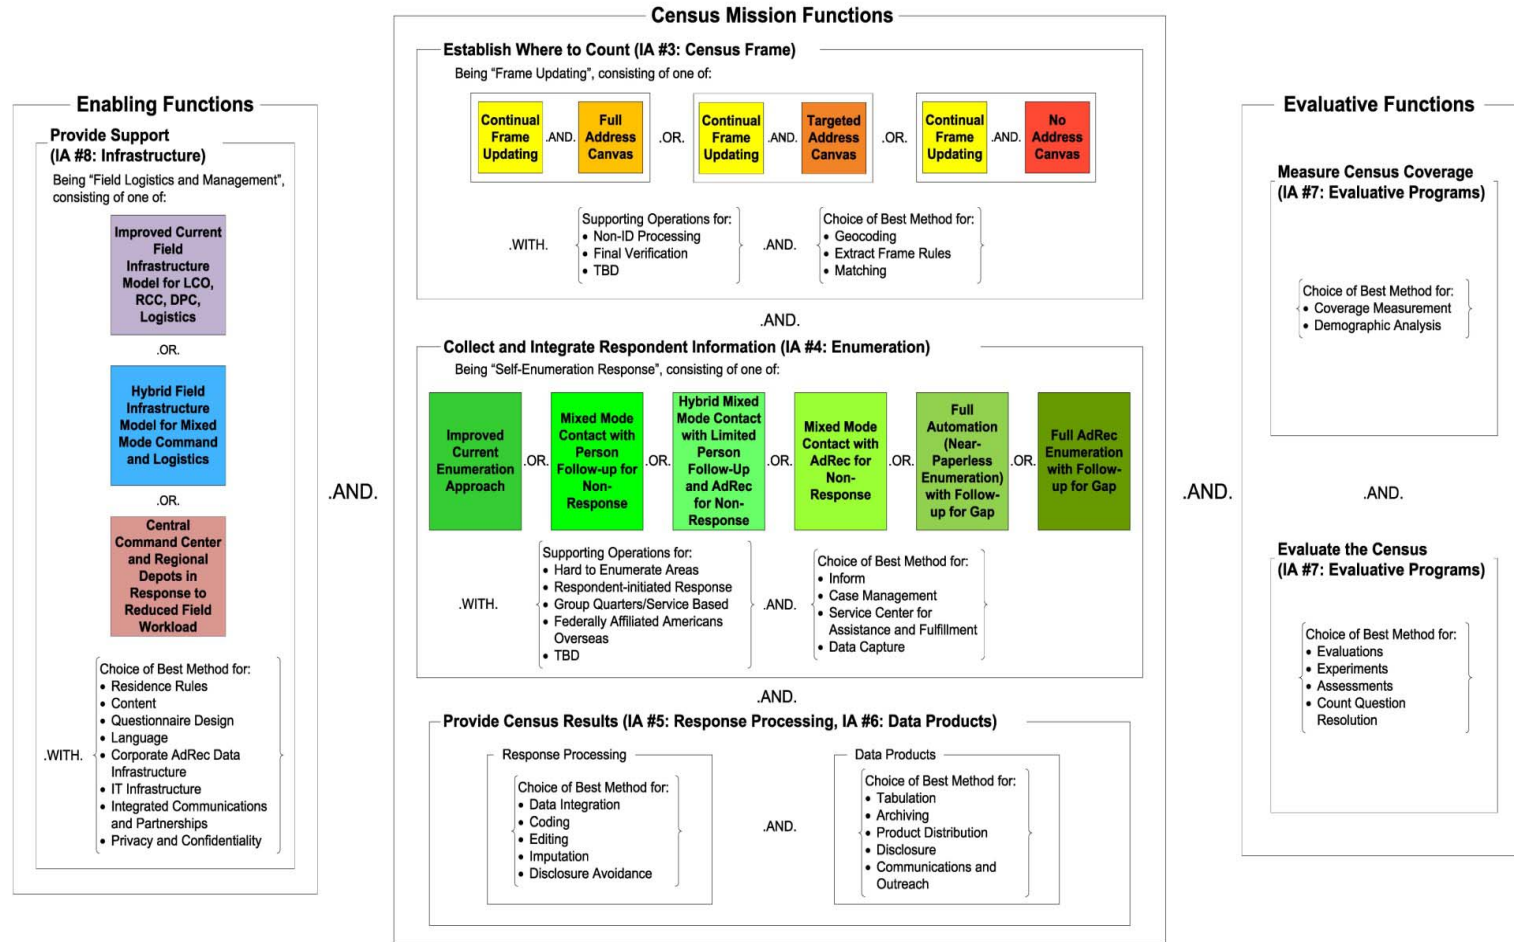 Census Mission Functions
Enabling Functions
Provide Support
(IA #8: Infrastructure)
Being "Field Logistics and Management",
consisting of one of:
Improved Current
Field
Infrastructure
Model for LCO,
RCC, DPC,
Logistics
.OR.
Hybrid Field
Infrastructure
Model for Mixed
Mode Command
and Logistics
.OR.
Central
Command Center
and Regional
Depots in
Response to
Reduced Field
Workload
.WITH.
Choice of Best Method for:
• Residence Rules
• Content
• Questionnaire Design
• Language
• Corporate AdRec Data
Infrastructure
• IT Infrastructure
• Integrated Communications
and Partnerships
• Privacy and Confidentiality
.AND.
Establish Where to Count (IA #3: Census Frame)
Being "Frame Updating", consisting of one of:
Continual
Frame
Updating
.AND.
Full
Address
Canvas
.OR.
Continual
Frame
Updating
.AND.
Targeted
Address
Canvas
.OR.
Continual
Frame
Updating
.AND.
No
Address
Canvas
.WITH.
Supporting Operations for:
• Non-ID Processing
• Final Verification
• TBD
.AND.
Choice of Best Method for:
• Geocoding
• Extract Frame Rules
• Matching
.AND.
Collect and Integrate Respondent Information (IA #4: Enumeration)
Being "Self-Enumeration Response", consisting of one of:
Improved
Current
Enumeration
Approach
.OR.
Mixed Mode
Contact with
Person
Follow-up for
Non-
Response
.OR.
Hybrid Mixed
Mode Contact
with Limited
Person
Follow-Up
and AdRec
for Non-
Response
.OR.
Mixed Mode
Contact with
AdRec for
Non-
Response
.OR.
Full
Automation
(Near-
Paperless
Enumeration)
with Follow-
up for Gap
.OR.
Full AdRec
Enumeration
with Follow-
up for Gap
.WITH.
Supporting Operations for:
• Hard to Enumerate Areas
• Respondent-initiated Response
• Group Quarters/Service Based
• Federally Affiliated Americans
Overseas
• TBD
.AND.
Choice of Best Method for:
• Inform
• Case Management
• Service Center for
Assistance and Fulfillment
• Data Capture
.AND.
Provide Census Results (IA #5: Response Processing, IA #6: Data Products)
Response Processing
Choice of Best Method for:
• Data Integration
• Coding
• Editing
• Imputation
• Disclosure Avoidance
.AND.
Data Products
Choice of Best Method for:
• Tabulation
• Archiving
• Product Distribution
• Disclosure
• Communications and
Outreach
.AND.
Evaluative Functions
Measure Census Coverage
(IA #7: Evaluative Programs)
Choice of Best Method for:
• Coverage Measurement
• Demographic Analysis
.AND.
Evaluate the Census
(IA #7: Evaluative Programs)
Choice of Best Method for:
• Evaluations
• Experiments
• Assessments
• Count Question
Resolution